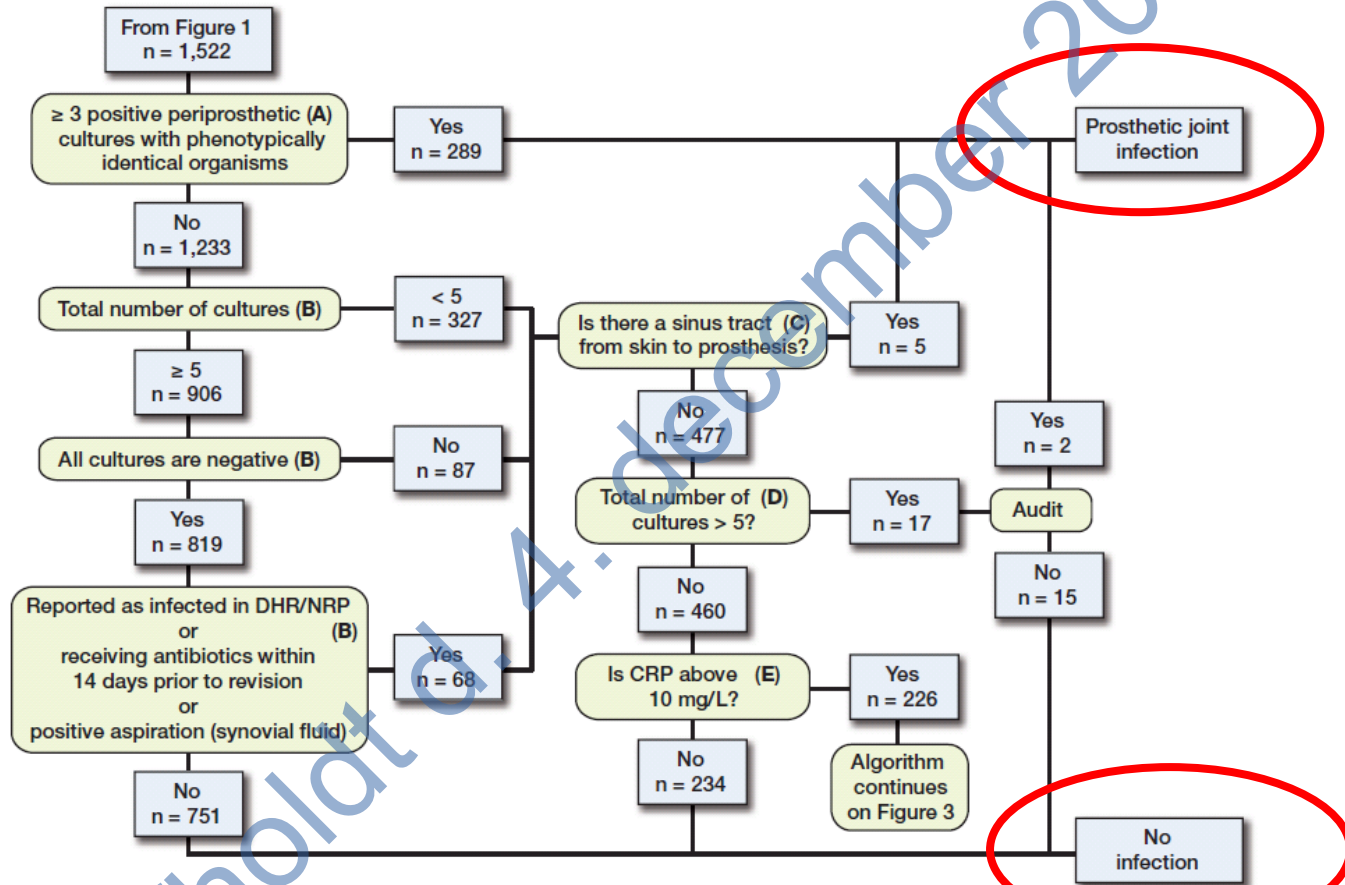 From Figure 1
n = 1,522
≥ 3 positive periprosthetic (A)
cultures with phenotypically
identical organisms
Yes
n = 289
Prosthetic joint
infection
No
n = 1,233
Total number of cultures (B)
< 5
n = 327
Is there a sinus tract (C)
from skin to prosthesis?
Yes
n = 5
≥ 5
n = 906
No
n = 477
All cultures are negative (B)
No
n = 87
Yes
n = 2
Total number of (D)
cultures > 5?
Yes
n = 17
Audit
Yes
n = 819
No
n = 460
No
n = 15
Reported as infected in DHR/NRP
or (B)
receiving antibiotics within
14 days prior to revision
or
positive aspiration (synovial fluid)
Yes
n = 68
Is CRP above (E)
10 mg/L?
Yes
n = 226
No
n = 751
No
n = 234
Algorithm
continues
on Figure 3
No
infection
d. 4. december